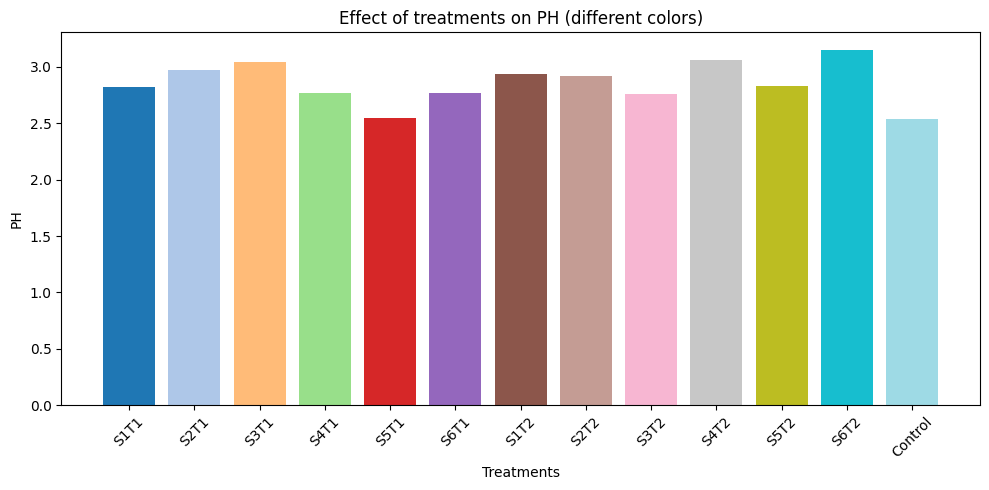 Effect of treatments on PH (different colors)
PH
3.0
2.5
2.0
1.5
1.0
0.5
0.0
S1T1
S2T1
S3T1
S4T1
S5T1
S6T1
S1T2
S2T2
S3T2
S4T2
S5T2
S6T2
Control
Treatments